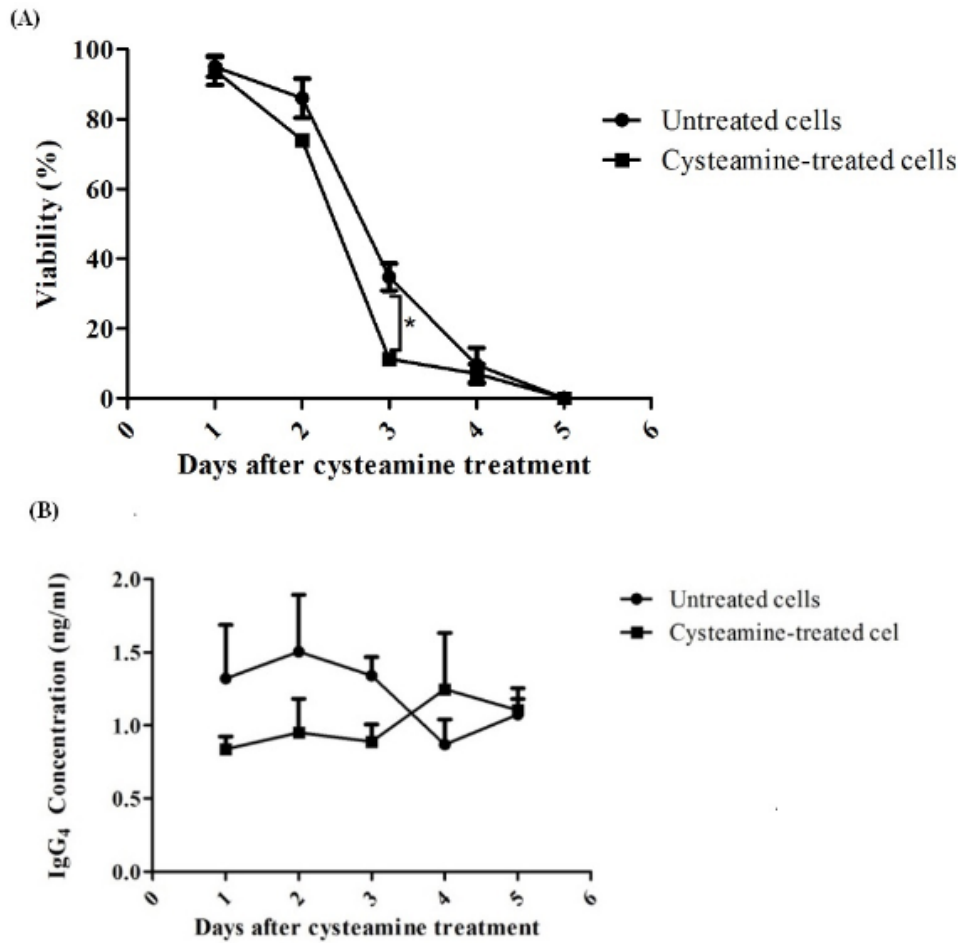 (A)
100
80
60
40
20
0
Viability (%)
0 1 2 3 4 5 6
Days after cysteamine treatment
Untreated cells
Cysteamine-treated cells
*
(B)
2.0
1.5
1.0
0.5
0.0
IgG₄ Concentration (ng/ml)
0 1 2 3 4 5 6
Days after cysteamine treatment
Untreated cells
Cysteamine-treated cel